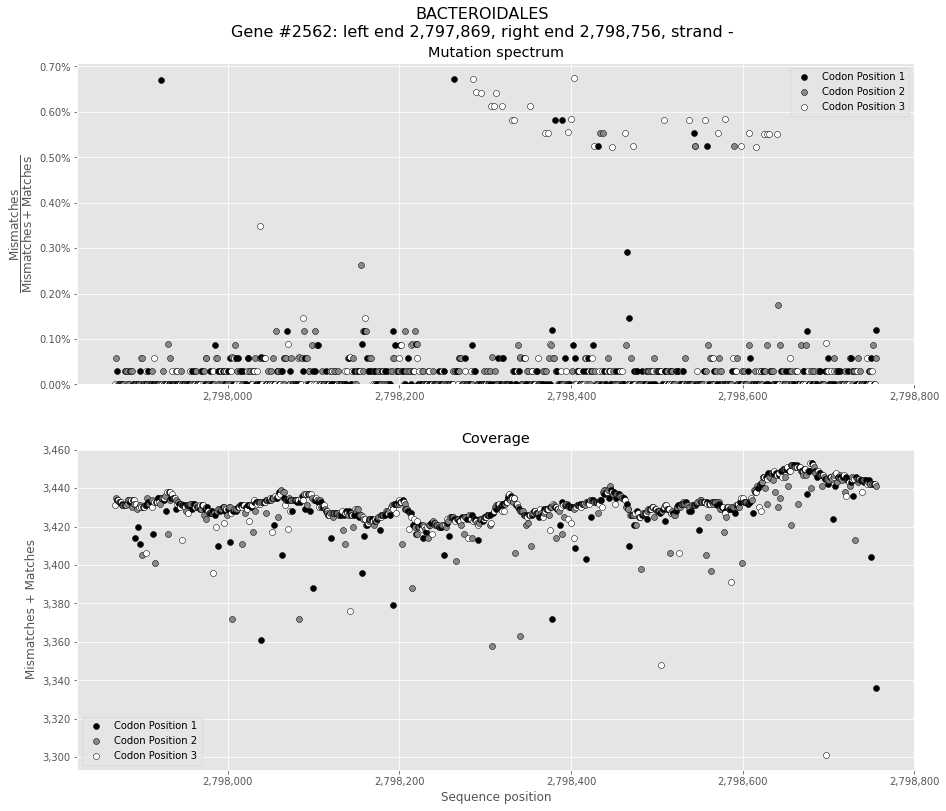 BACTEROIDALES
Gene #2562: left end 2,797,869, right end 2,798,756, strand -
Mutation spectrum
0.70%
0.60%
0.50%
0.40%
0.30%
0.20%
0.10%
0.00%
Mismatches
Mismatches + Matches
Codon Position 1
Codon Position 2
Codon Position 3
2,798,000
2,798,200
2,798,400
2,798,600
2,798,800
Coverage
3,460
3,440
3,420
3,400
3,380
3,360
3,340
3,320
3,300
Mismatches + Matches
Codon Position 1
Codon Position 2
Codon Position 3
2,798,000
2,798,200
2,798,400
2,798,600
2,798,800
Sequence position